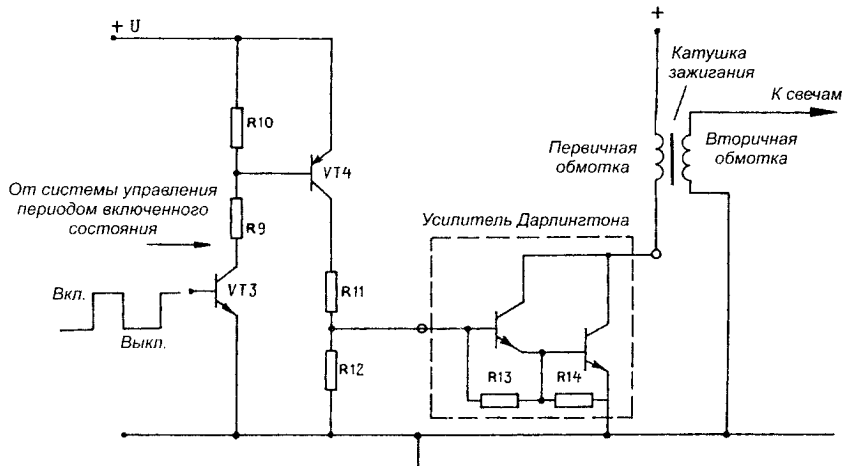 + U
+
Катушка
зажигания
К свечам
R10
Первичная
обмотка
Вторичная
обмотка
VT4
От системы управления
периодом включенного
состояния
R9
Усилитель Дарлингтона
Вкл.
VT3
R11
Выкл.
R12
R13
R14